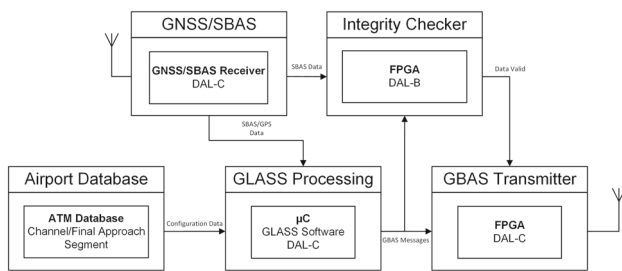 GNSS/SBAS
GNSS/SBAS Receiver
DAL-C
SBAS Data
Integrity Checker
FPGA
DAL-B
Data Valid
SBAS/GPS
Data
Airport Database
ATM Database
Channel/Final Approach
Segment
Configuration Data
GLASS Processing
µC
GLASS Software
DAL-C
GBAS Messages
GBAS Transmitter
FPGA
DAL-C